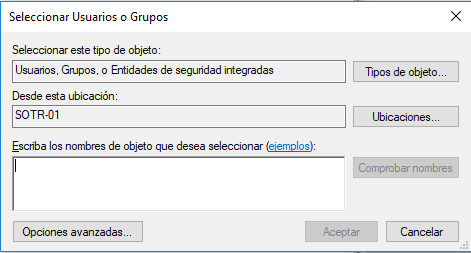 Seleccionar Usuarios o Grupos
Seleccionar este tipo de objeto:
Usuarios, Grupos, o Entidades de seguridad integradas
Tipos de objeto...
Desde esta ubicación:
SOTR-01
Ubicaciones...
Escriba los nombres de objeto que desea seleccionar (ejemplos):
Comprobar nombres
Opciones avanzadas...
Aceptar
Cancelar